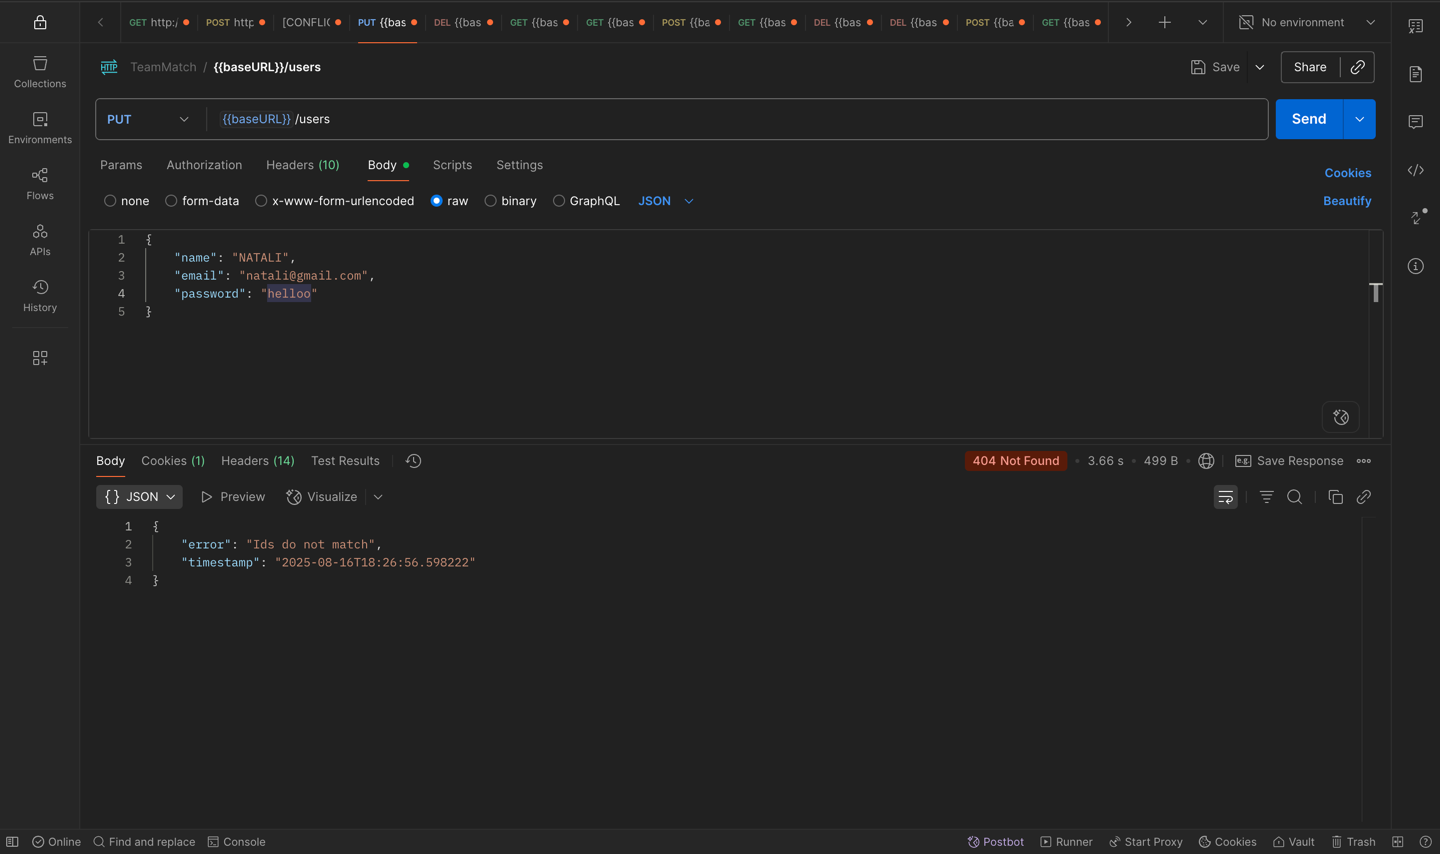 GET http:/ POST http [CONFLIC PUT {{bas DEL {{bas GET {{bas GET {{bas POST {{ba GET {{bas DEL {{bas DEL {{bas POST {{ba GET {{bas No environment
TeamMatch / {{baseURL}}/users Save Share
PUT {{baseURL}} /users Send
Params Authorization Headers (10) Body Scripts Settings Cookies
none form-data x-www-form-urlencoded raw binary GraphQL JSON Beautify
Collections
Environments
Flows
APIs
History
1 {
2 "name": "NATALI",
3 "email": "natali@gmail.com",
4 "password": "helloo"
5 }
Body Cookies (1) Headers (14) Test Results 404 Not Found • 3.66 s • 499 B • e.g. Save Response
{} JSON Preview Visualize
1 {
2 "error": "Ids do not match",
3 "timestamp": "2025-08-16T18:26:56.598222"
4 }
Online Find and replace Console Postbot Runner Start Proxy Cookies Vault Trash